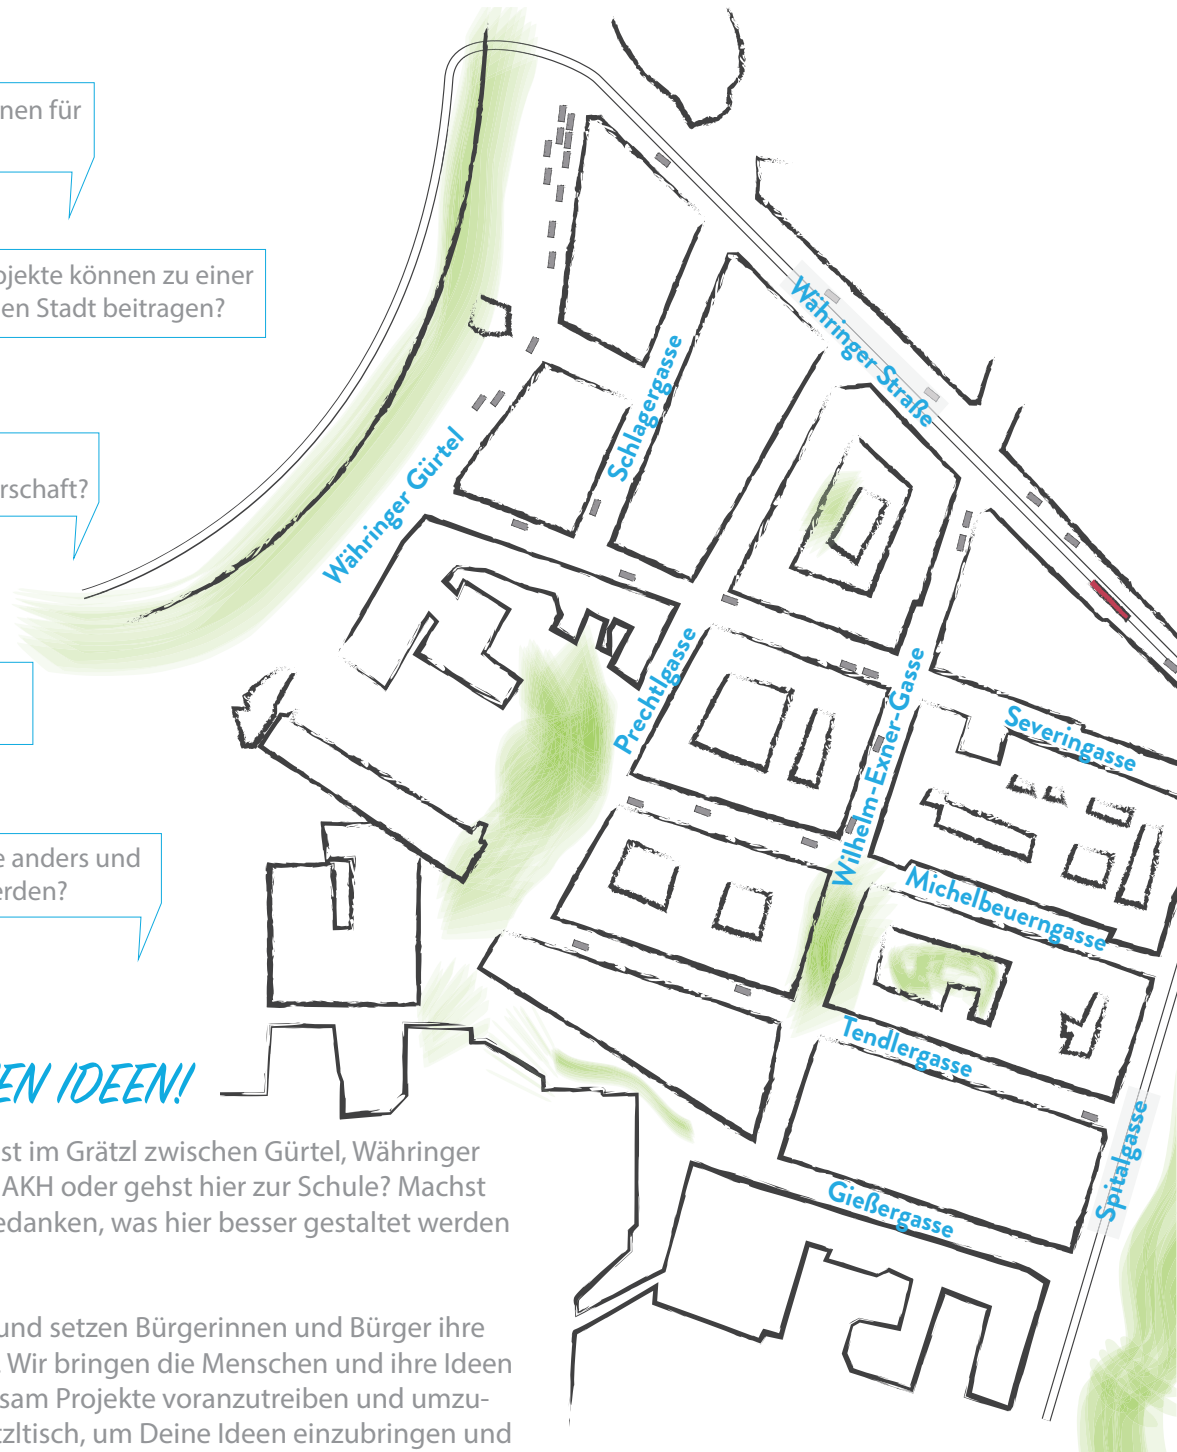 nen für
ojekte können zu einer
en Stadt beitragen?
rschaft?
e anders und
erden?
EN IDEEN!
st im Grätzl zwischen Gürtel, Währinger
AKH oder gehst hier zur Schule? Machst
edanken, was hier besser gestaltet werden
und setzen Bürgerinnen und Bürger ihre
. Wir bringen die Menschen und ihre Ideen
sam Projekte voranzutreiben und umzu-
tzltisch, um Deine Ideen einzubringen und
Währinger Straße
Schlagergasse
Währinger Gürtel
Prechtlgasse
Wilhelm-Exner-Gasse
Severingasse
Michelbeuerngasse
Tendlergasse
Spitalgasse
Gießergasse